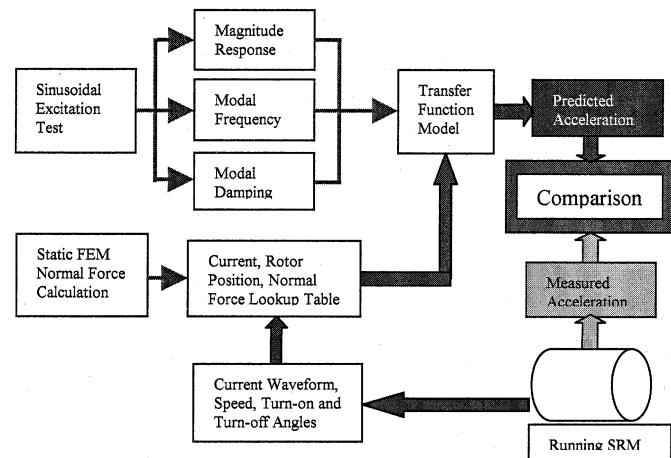 Magnitude
Response
Sinusoidal
Excitation
Test
Modal
Frequency
Modal
Damping
Transfer
Function
Model
Predicted
Acceleration
Comparison
Static FEM
Normal Force
Calculation
Current, Rotor
Position, Normal
Force Lookup Table
Measured
Acceleration
Current Waveform,
Speed, Turn-on and
Turn-off Angles
Running SRM